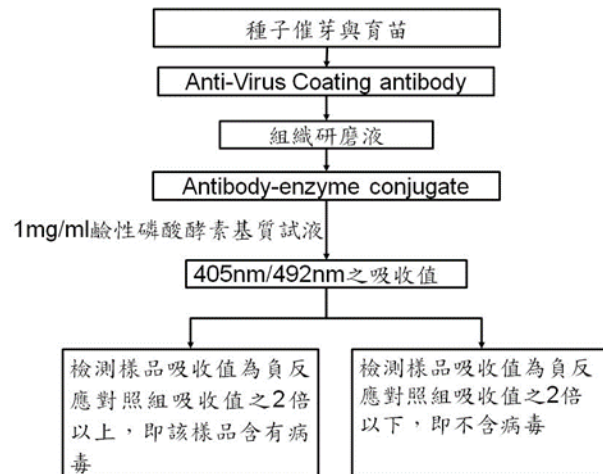 種子催芽與育苗
Anti-Virus Coating antibody
組織研磨液
Antibody-enzyme conjugate
1mg/ml鹼性磷酸酵素基質試液
405nm/492nm之吸收值
檢測樣品吸收值為負反
應對照組吸收值之2倍
以上，即該樣品含有病
毒
檢測樣品吸收值為負反
應對照組吸收值之2倍
以下，即不含病毒